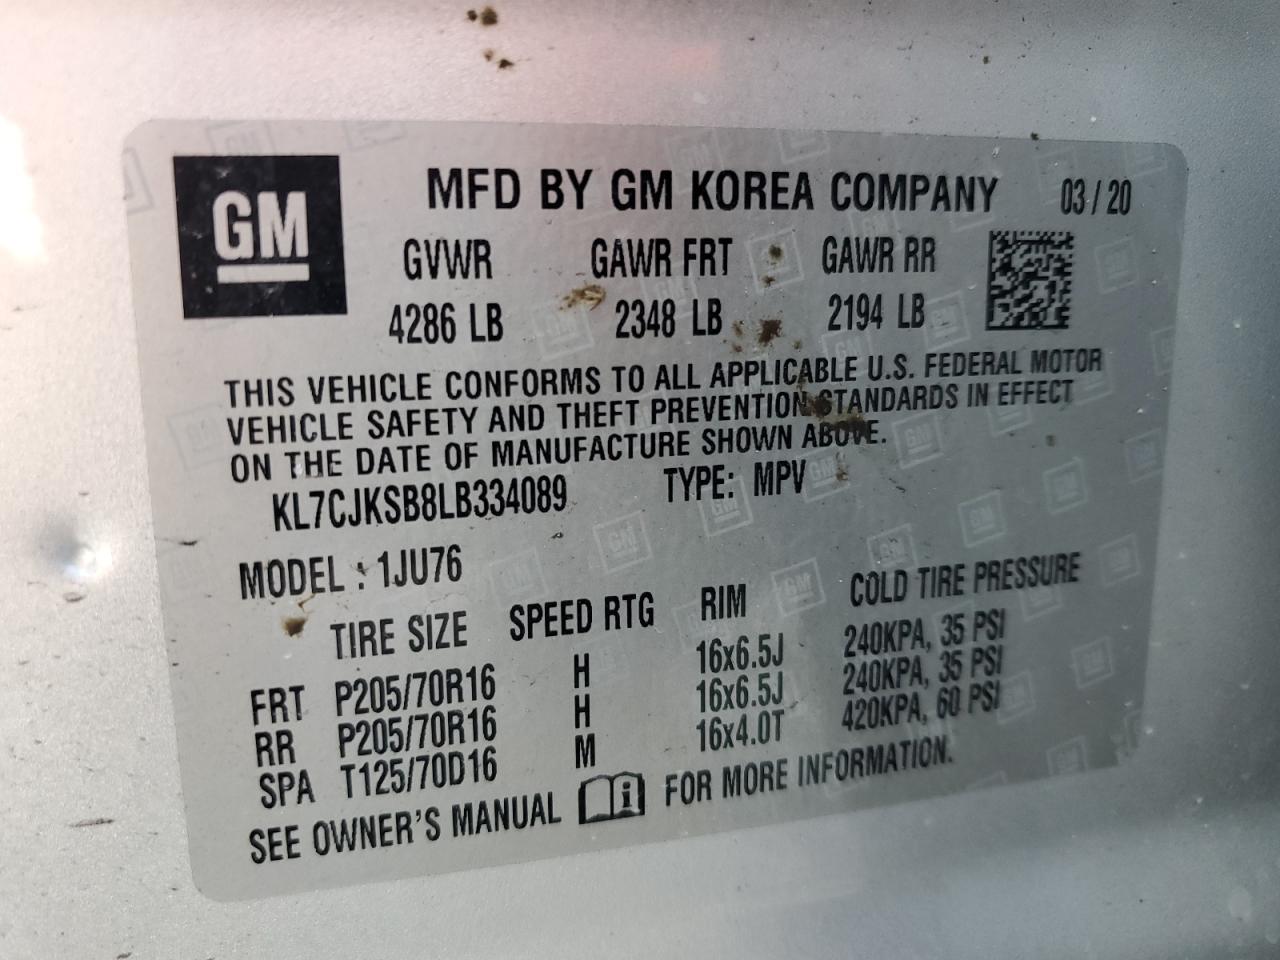 GM
MFD BY GM KOREA COMPANY 03/20
GVWR GAWR FRT GAWR RR
4286 LB 2348 LB 2194 LB
THIS VEHICLE CONFORMS TO ALL APPLICABLE U.S. FEDERAL MOTOR
VEHICLE SAFETY AND THEFT PREVENTION STANDARDS IN EFFECT
ON THE DATE OF MANUFACTURE SHOWN ABOVE.
KL7CJKSB8LB334089 TYPE: MPV
MODEL : 1JU76
TIRE SIZE SPEED RTG RIM COLD TIRE PRESSURE
FRT P205/70R16 H 16x6.5J 240KPA, 35 PSI
RR P205/70R16 H 16x6.5J 240KPA, 35 PSI
SPA T125/70D16 M 16x4.0T 420KPA, 60 PSI
SEE OWNER'S MANUAL i FOR MORE INFORMATION.